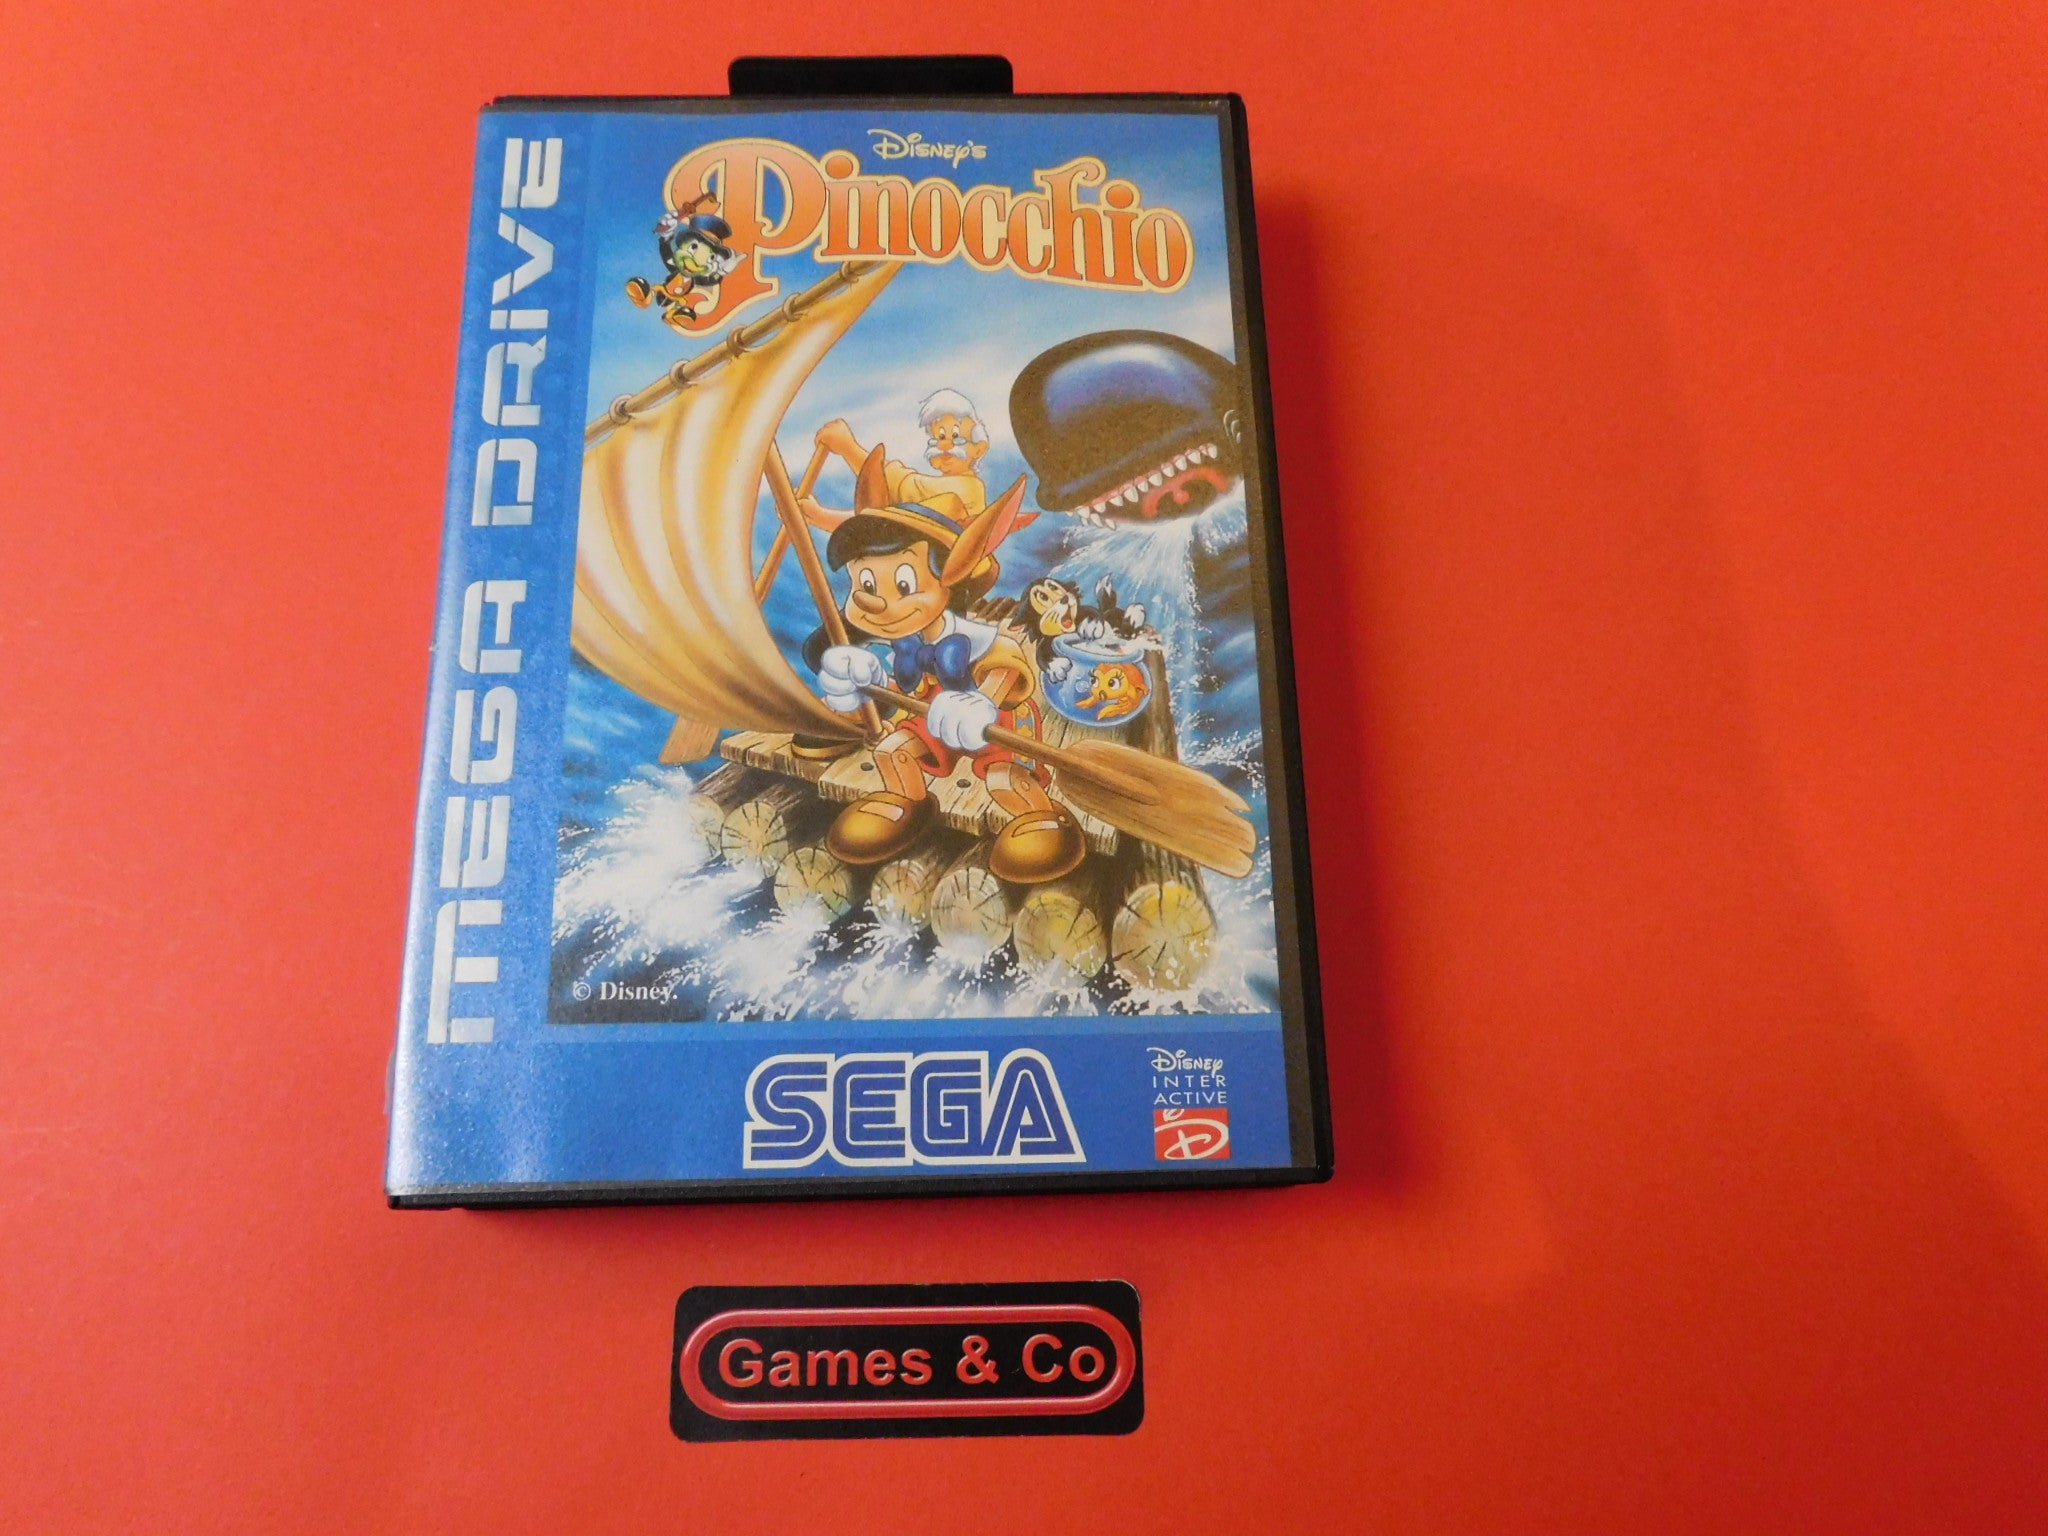 MEGA DRIVE
Disney's
Pinocchio
© Disney.
SEGA
Disney
INTER
ACTIVE
D
Games & Co